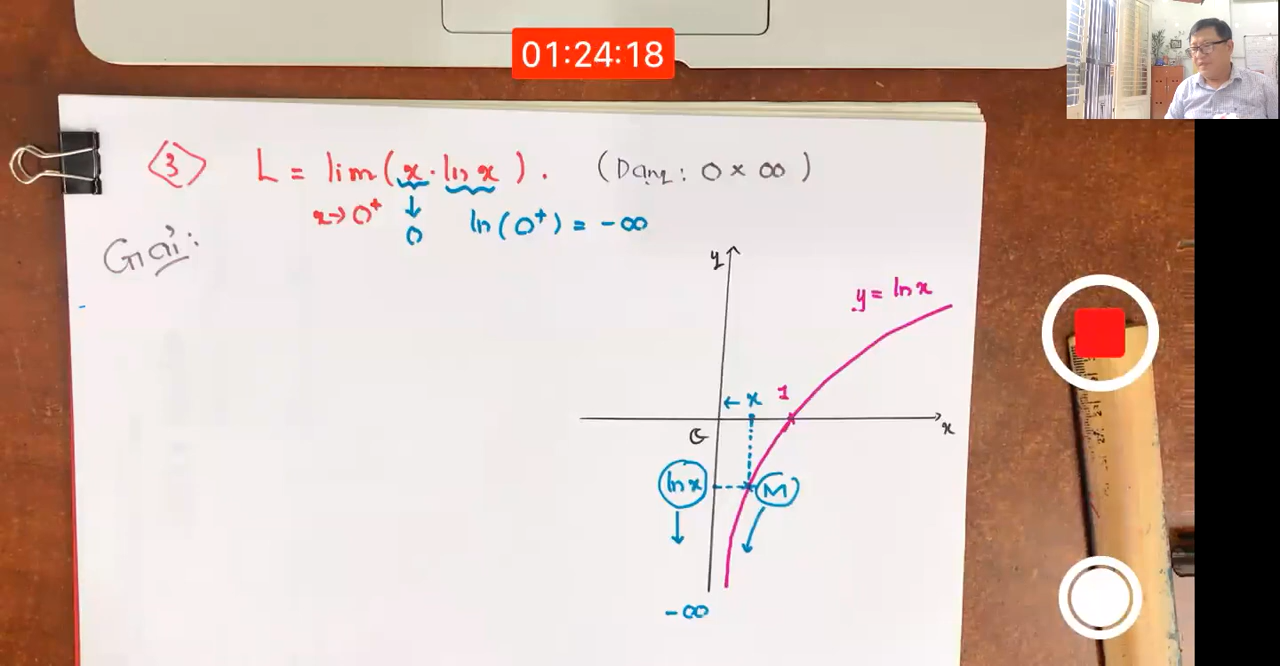 01:24:18
3 L = lim(x . ln x). (Dạng: 0 × ∞)
x→0⁺ ↓ ln(0⁺) = -∞
0
Giải:
y
y = ln x
← x 1
x
O
ln x M
↓ ↓
-∞